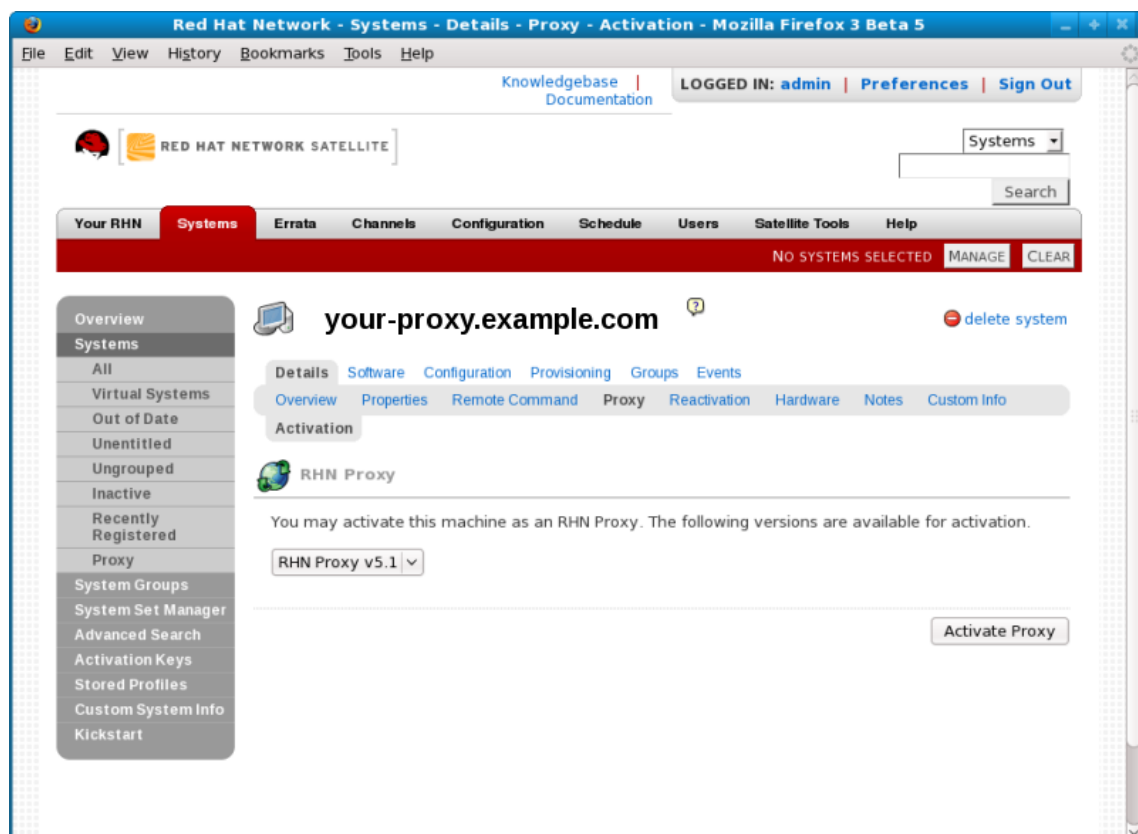 Red Hat Network - Systems - Details - Proxy - Activation - Mozilla Firefox 3 Beta 5
File Edit View History Bookmarks Tools Help
Knowledgebase | Documentation
LOGGED IN: admin | Preferences | Sign Out
RED HAT NETWORK SATELLITE
Systems
Search
Your RHN Systems Errata Channels Configuration Schedule Users Satellite Tools Help
NO SYSTEMS SELECTED MANAGE CLEAR
Overview
Systems
All
Virtual Systems
Out of Date
Unentitled
Ungrouped
Inactive
Recently
Registered
Proxy
System Groups
System Set Manager
Advanced Search
Activation Keys
Stored Profiles
Custom System Info
Kickstart
your-proxy.example.com ?
delete system
Details Software Configuration Provisioning Groups Events
Overview Properties Remote Command Proxy Reactivation Hardware Notes Custom Info
Activation
RHN Proxy
You may activate this machine as an RHN Proxy. The following versions are available for activation.
RHN Proxy v5.1
Activate Proxy